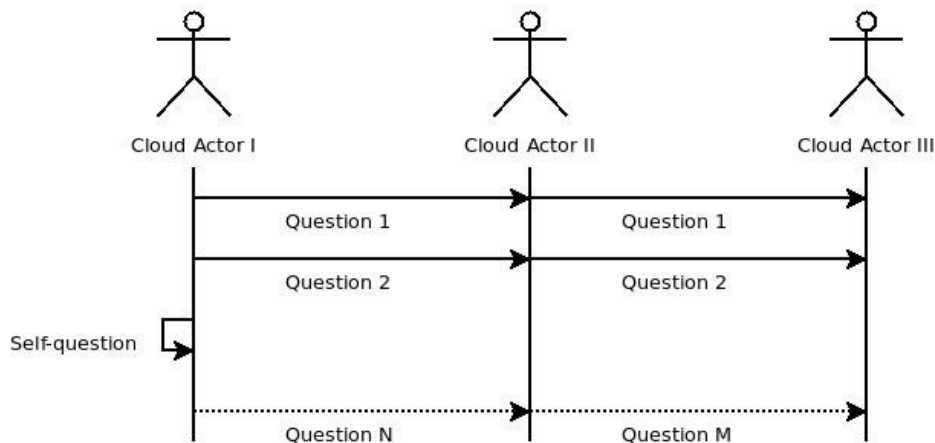 Cloud Actor I
Cloud Actor II
Cloud Actor III
Question 1
Question 1
Question 2
Question 2
Self-question
Question N
Question M